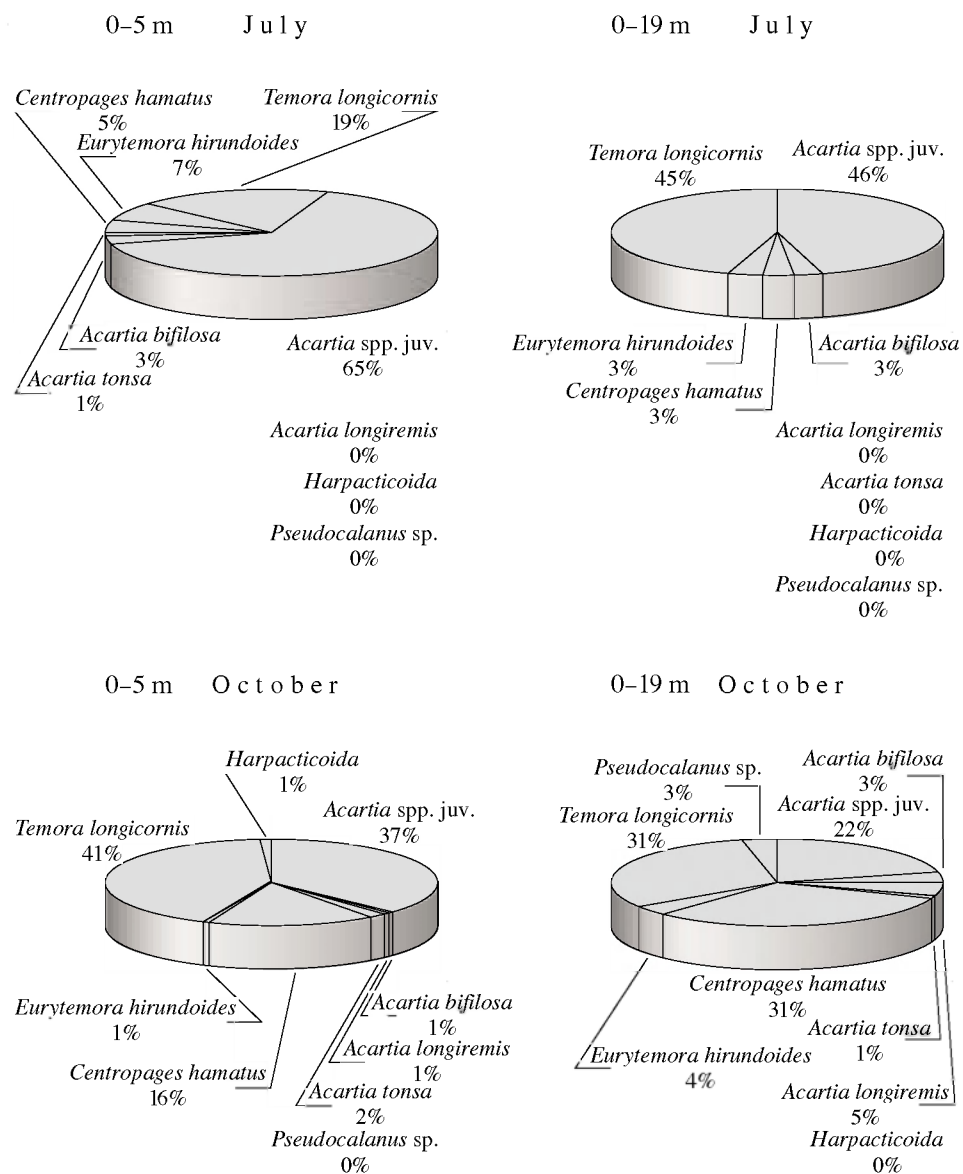 0–5 m July
Centropages hamatus
5%
Temora longicornis
19%
Eurytemora hirundoides
7%
Acartia bifilosa
3%
Acartia spp. juv.
65%
Acartia tonsa
1%
Acartia longiremis
0%
Harpacticoida
0%
Pseudocalanus sp.
0%
0–19 m July
Temora longicornis
45%
Acartia spp. juv.
46%
Eurytemora hirundoides
3%
Acartia bifilosa
3%
Centropages hamatus
3%
Acartia longiremis
0%
Acartia tonsa
0%
Harpacticoida
0%
Pseudocalanus sp.
0%
0–5 m October
Harpacticoida
1%
Acartia spp. juv.
37%
Temora longicornis
41%
Eurytemora hirundoides
1%
Acartia bifilosa
1%
Acartia longiremis
1%
Centropages hamatus
16%
Acartia tonsa
2%
Pseudocalanus sp.
0%
0–19 m October
Acartia bifilosa
3%
Pseudocalanus sp.
3%
Acartia spp. juv.
22%
Temora longicornis
31%
Centropages hamatus
31%
Acartia tonsa
1%
Eurytemora hirundoides
4%
Acartia longiremis
5%
Harpacticoida
0%